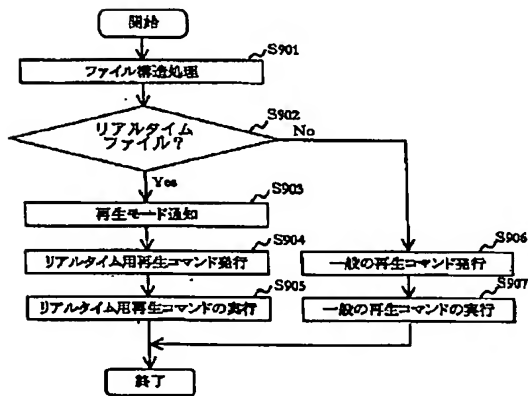 開始
S901
ファイル構造処理
S902
リアルタイム
ファイル？
No
Yes
S903
再生モード通知
S904
リアルタイム用再生コマンド発行
S905
リアルタイム用再生コマンドの実行
S906
一般の再生コマンド発行
S907
一般の再生コマンドの実行
終了